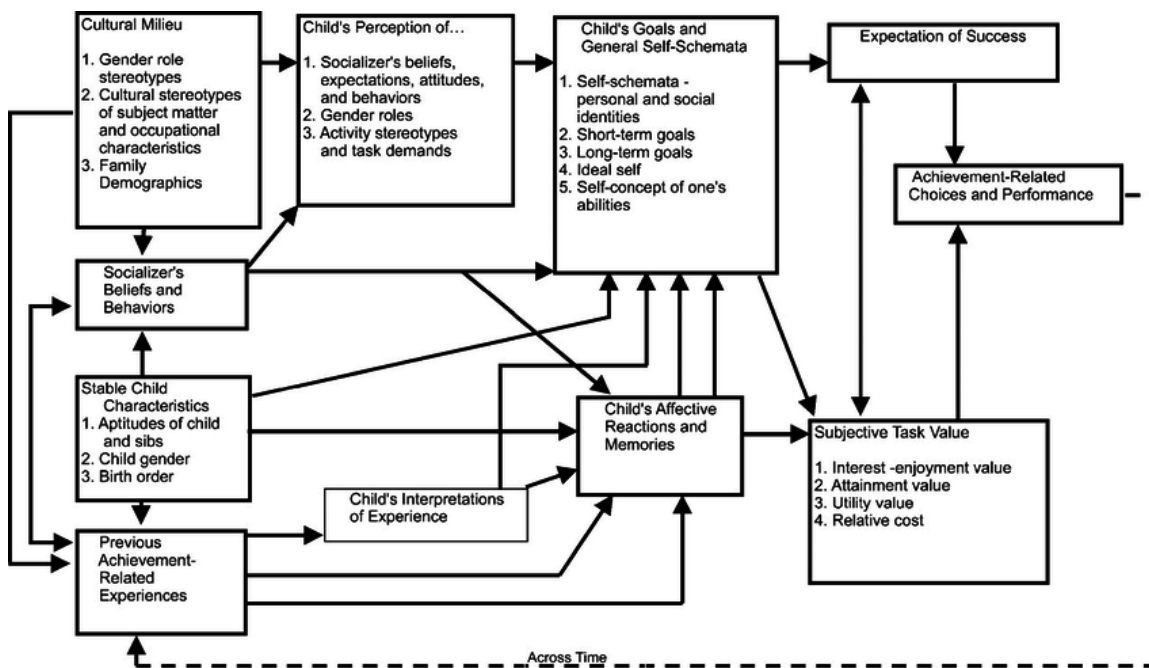 Cultural Milieu
1. Gender role
stereotypes
2. Cultural stereotypes
of subject matter
and occupational
characteristics
3. Family
Demographics
Child's Perception of...
1. Socializer's beliefs,
expectations, attitudes,
and behaviors
2. Gender roles
3. Activity stereotypes
and task demands
Child's Goals and
General Self-Schemata
1. Self-schemata -
personal and social
identities
2. Short-term goals
3. Long-term goals
4. Ideal self
5. Self-concept of one's
abilities
Expectation of Success
Achievement-Related
Choices and Performance
Socializer's
Beliefs and
Behaviors
Stable Child
Characteristics
1. Aptitudes of child
and sibs
2. Child gender
3. Birth order
Child's Affective
Reactions and
Memories
Subjective Task Value
1. Interest -enjoyment value
2. Attainment value
3. Utility value
4. Relative cost
Child's Interpretations
of Experience
Previous
Achievement-
Related
Experiences
Across Time